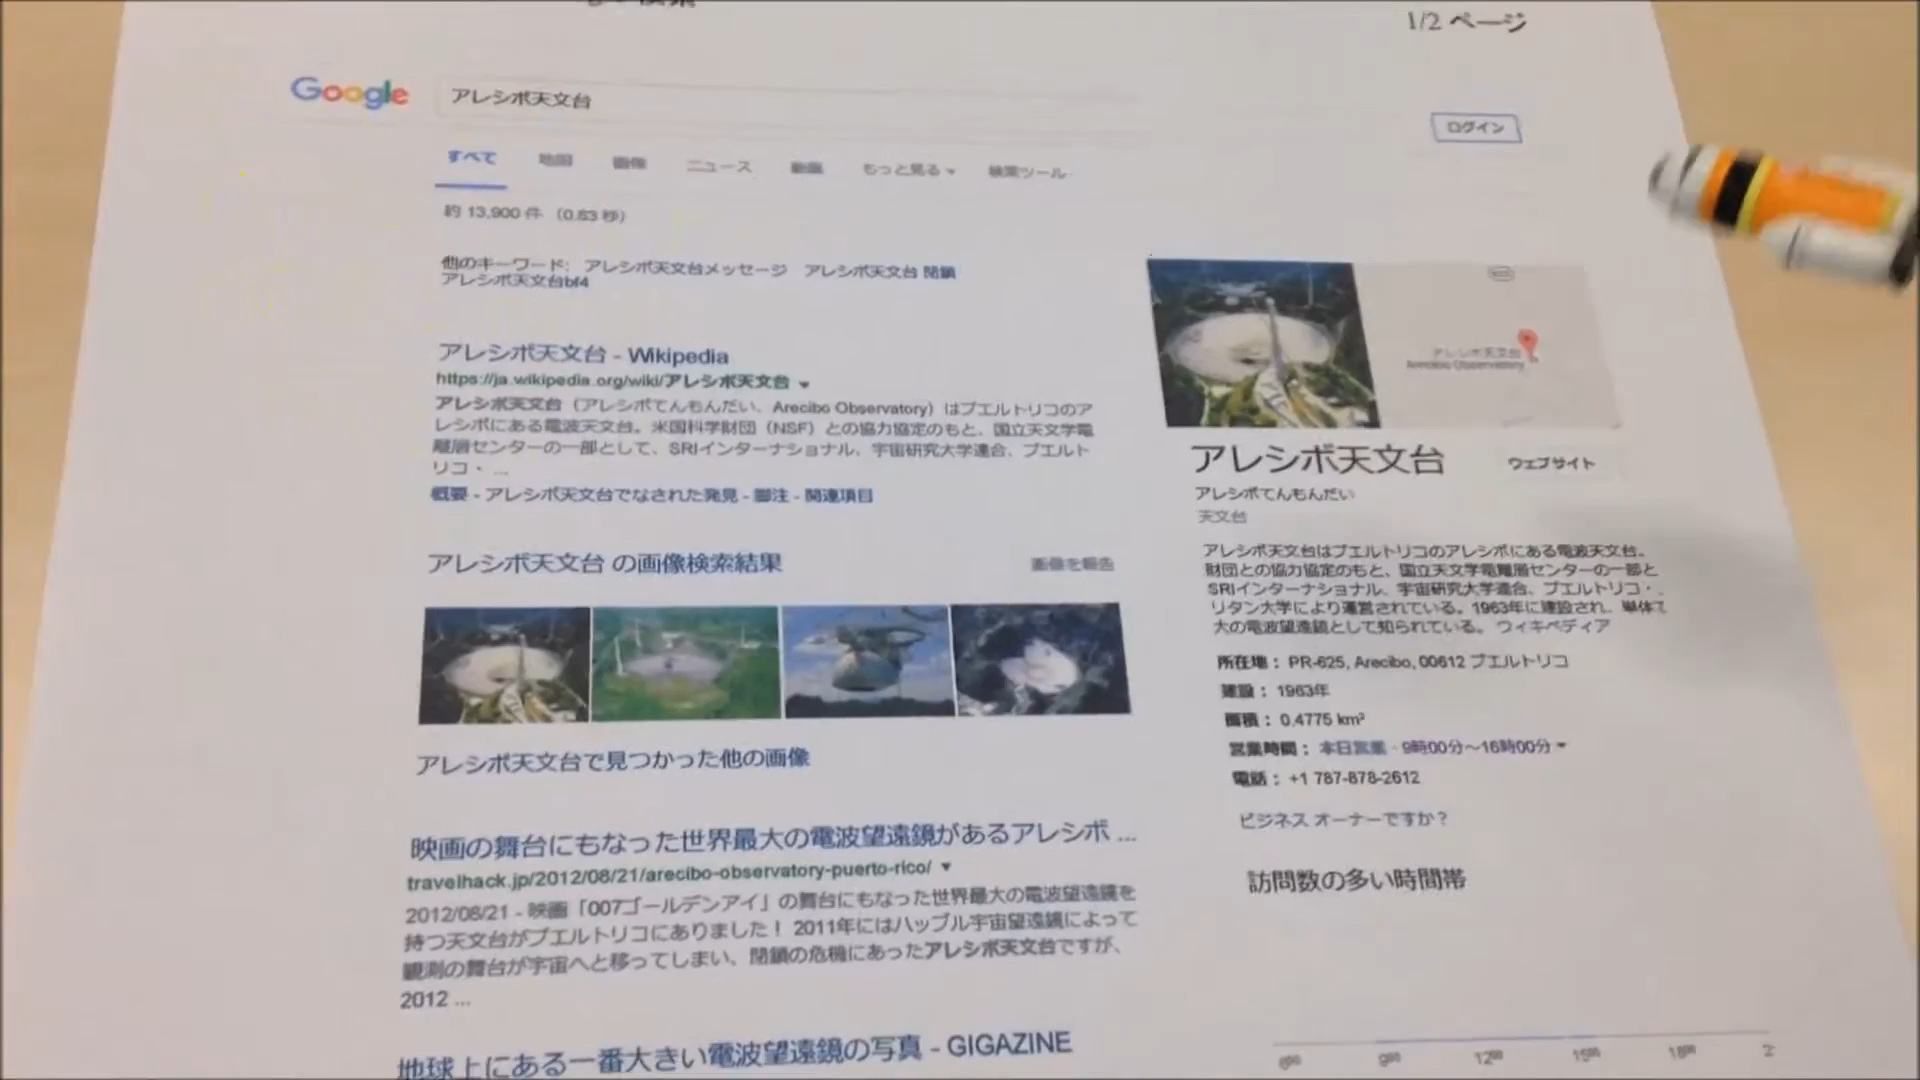 1/2 ページ
Google
アレシボ天文台
ログイン
すべて 地図 画像 ニュース 動画 もっと見る 検索ツール
約 13,900 件 (0.83 秒)
他のキーワード: アレシボ天文台メッセージ アレシボ天文台 閉鎖
アレシボ天文台bf4
アレシボ天文台 - Wikipedia
https://ja.wikipedia.org/wiki/アレシボ天文台
アレシボ天文台（アレシボてんもんだい、Arecibo Observatory）はプエルトリコのア
レシボにある電波天文台。米国科学財団（NSF）との協力協定のもと、国立天文学電
離層センターの一部として、SRIインターナショナル、宇宙研究大学連合、プエルト
リコ・ ...
概要 - アレシボ天文台でなされた発見 - 脚注 - 関連項目
アレシボ天文台 の画像検索結果
画像を報告
アレシボ天文台で見つかった他の画像
映画の舞台にもなった世界最大の電波望遠鏡があるアレシボ ...
travelhack.jp/2012/08/21/arecibo-observatory-puerto-rico/
2012/08/21 - 映画「007ゴールデンアイ」の舞台にもなった世界最大の電波望遠鏡を
持つ天文台がプエルトリコにありました！ 2011年にはハッブル宇宙望遠鏡によって
観測の舞台が宇宙へと移ってしまい、閉鎖の危機にあったアレシボ天文台ですが、
2012 ...
地球上にある一番大きい電波望遠鏡の写真 - GIGAZINE
アレシボ天文台
Arecibo Observatory
アレシボ天文台
ウェブサイト
アレシボてんもんだい
天文台
アレシボ天文台はプエルトリコのアレシボにある電波天文台。
財団との協力協定のもと、国立天文学電離層センターの一部と
SRIインターナショナル、宇宙研究大学連合、プエルトリコ・
リタン大学により運営されている。1963年に建設され、単体で
大の電波望遠鏡として知られている。 ウィキペディア
所在地： PR-625, Arecibo, 00612 プエルトリコ
建設： 1963年
面積： 0.4775 km²
営業時間： 本日営業 · 9時00分～16時00分
電話： +1 787-878-2612
ビジネス オーナーですか？
訪問数の多い時間帯
6⁰⁰ 9⁰⁰ 12⁰⁰ 15⁰⁰ 18⁰⁰